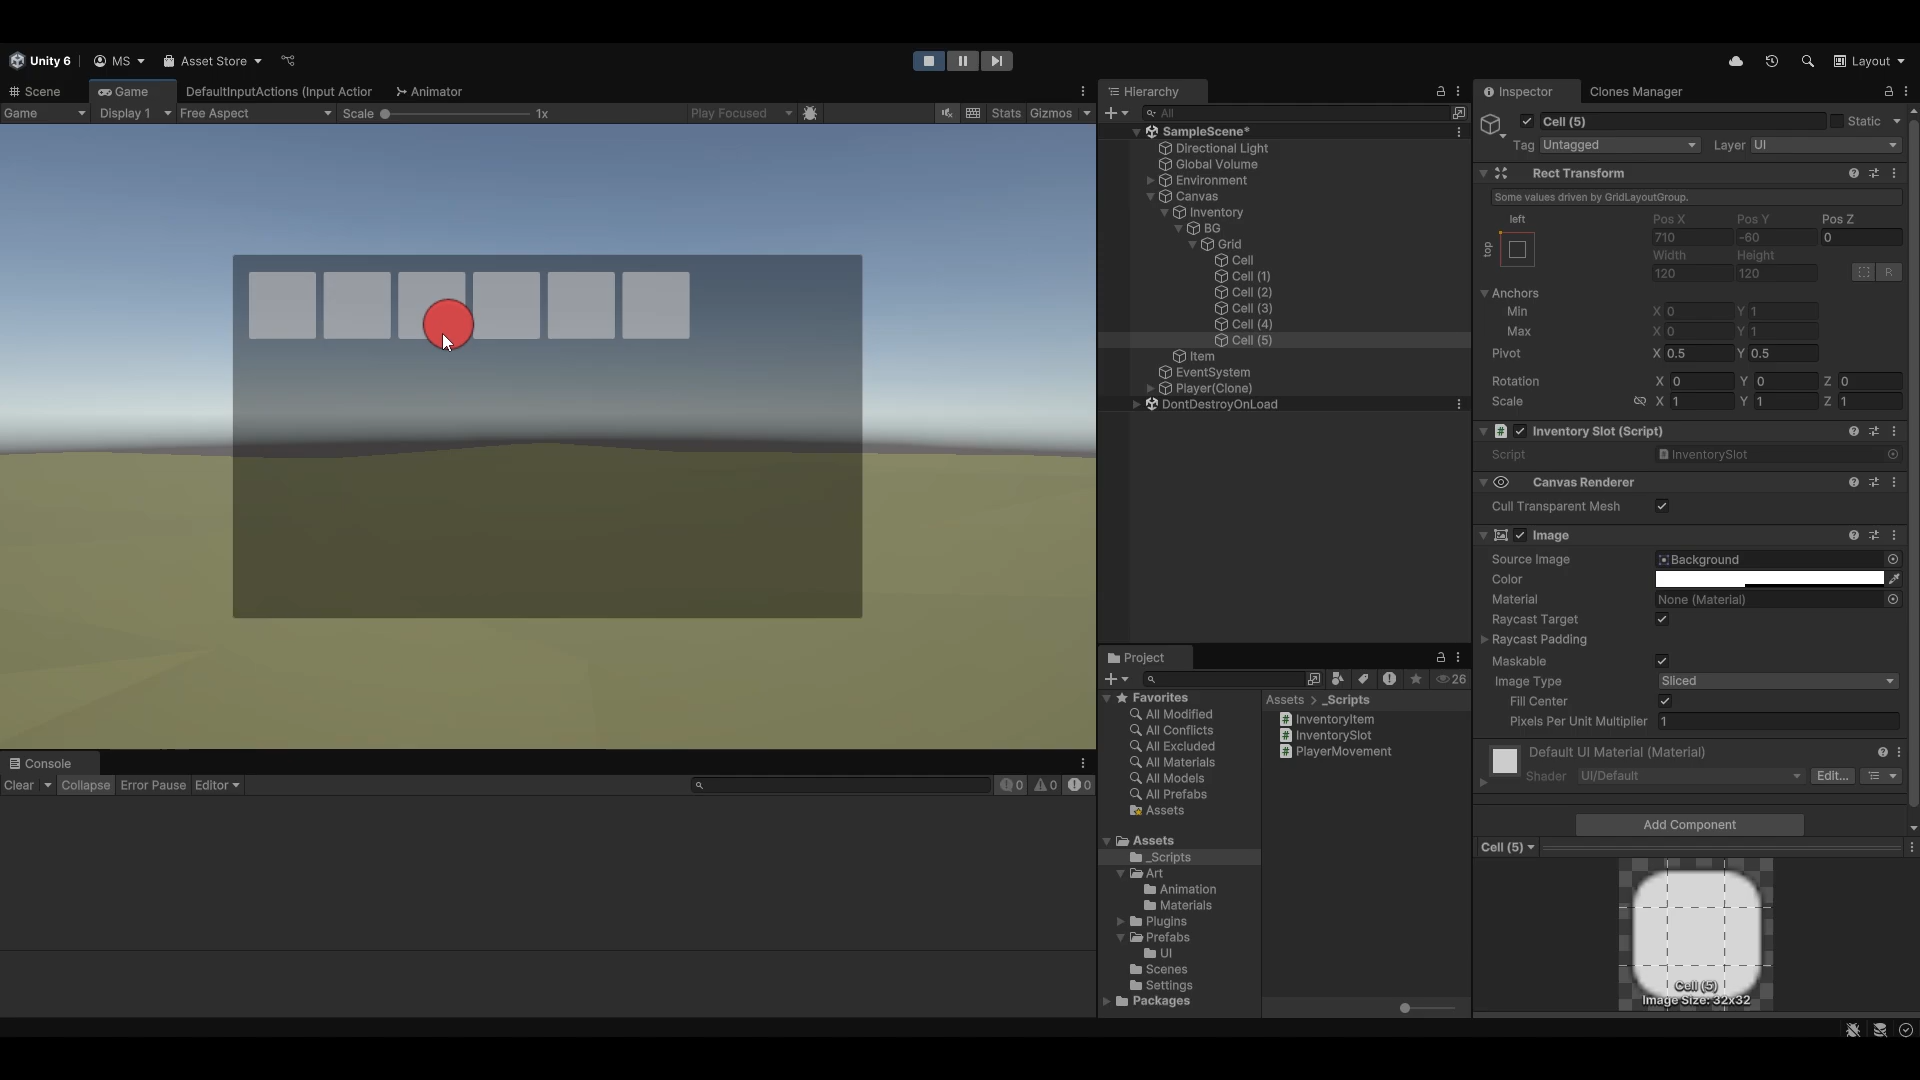 Unity 6
MS
Asset Store
Layout
Scene
Game
DefaultInputActions (Input Action
Animator
Game
Display 1
Free Aspect
Scale
1x
Play Focused
Stats
Gizmos
Hierarchy
All
SampleScene*
Directional Light
Global Volume
Environment
Canvas
Inventory
BG
Grid
Cell
Cell (1)
Cell (2)
Cell (3)
Cell (4)
Cell (5)
Item
EventSystem
Player(Clone)
DontDestroyOnLoad
Inspector
Clones Manager
Cell (5)
Static
Tag Untagged
Layer UI
Rect Transform
Some values driven by GridLayoutGroup.
left
Pos X
Pos Y
Pos Z
top
710
-60
0
Width
Height
120
120
R
Anchors
Min X 0 Y 1
Max X 0 Y 1
Pivot X 0.5 Y 0.5
Rotation X 0 Y 0 Z 0
Scale X 1 Y 1 Z 1
Inventory Slot (Script)
Script InventorySlot
Canvas Renderer
Cull Transparent Mesh
Image
Source Image Background
Color
Material None (Material)
Raycast Target
Raycast Padding
Maskable
Image Type Sliced
Fill Center
Pixels Per Unit Multiplier 1
Default UI Material (Material)
Shader UI/Default Edit...
Add Component
Cell (5)
Cell (5)
Image Size: 32x32
Project
26
Favorites
All Modified
All Conflicts
All Excluded
All Materials
All Models
All Prefabs
Assets
Assets
_Scripts
Art
Animation
Materials
Plugins
Prefabs
UI
Scenes
Settings
Packages
Assets > _Scripts
InventoryItem
InventorySlot
PlayerMovement
Console
Clear
Collapse
Error Pause
Editor
0
0
0